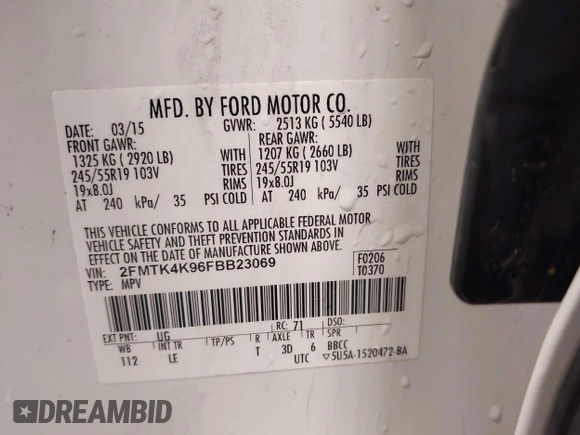 MFD. BY FORD MOTOR CO.
DATE: 03/15 GVWR: 2513 KG ( 5540 LB)
FRONT GAWR: REAR GAWR:
1325 KG ( 2920 LB) WITH 1207 KG ( 2660 LB) WITH
245/55R19 103V TIRES 245/55R19 103V TIRES
19x8.0J RIMS 19x8.0J RIMS
AT 240 kPa/ 35 PSI COLD AT 240 kPa/ 35 PSI COLD
THIS VEHICLE CONFORMS TO ALL APPLICABLE FEDERAL MOTOR
VEHICLE SAFETY AND THEFT PREVENTION STANDARDS IN
EFFECT ON THE DATE OF MANUFACTURE SHOWN ABOVE.
VIN: 2FMTK4K96FBB23069 F0206
TYPE: MPV T0370
EXT PNT: UG RC: 71
WB INT TR TP/PS R AXLE TR SPR
112 LE T 3D 6 BBCC
UTC ▽5U5A-1520472-BA
DREAMBID